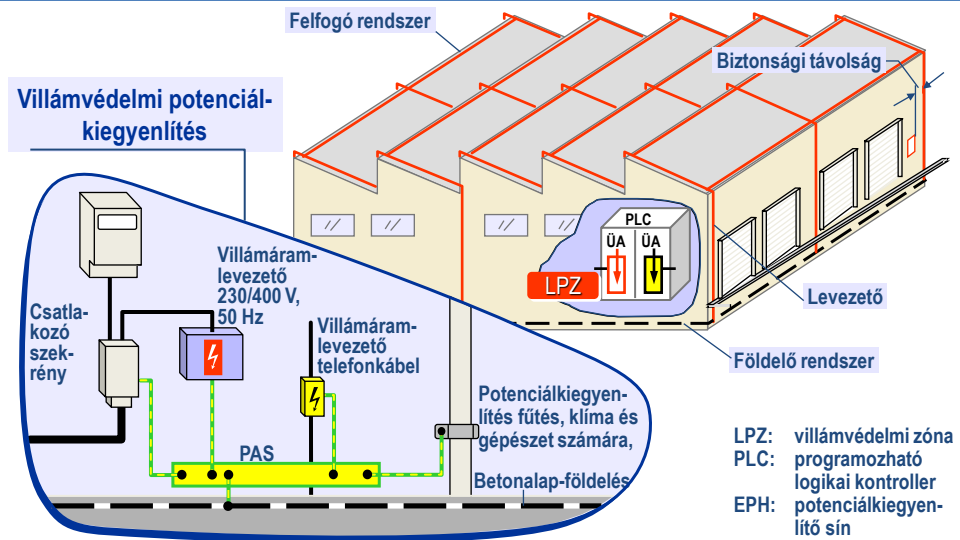 Felfogó rendszer
Biztonsági távolság
Villámvédelmi potenciál-
kiegyenlítés
PLC
ÜA ÜA
LPZ
Levezető
Földelő rendszer
Villámáram-
levezető
230/400 V,
50 Hz
Csatla-
kozó
szek-
rény
Villámáram-
levezető
telefonkábel
Potenciálkiegyen-
lítés fűtés, klíma és
gépészet számára,
PAS
Betonalap-földelés
LPZ: villámvédelmi zóna
PLC: programozható
logikai kontroller
EPH: potenciálkiegyen-
lítő sín